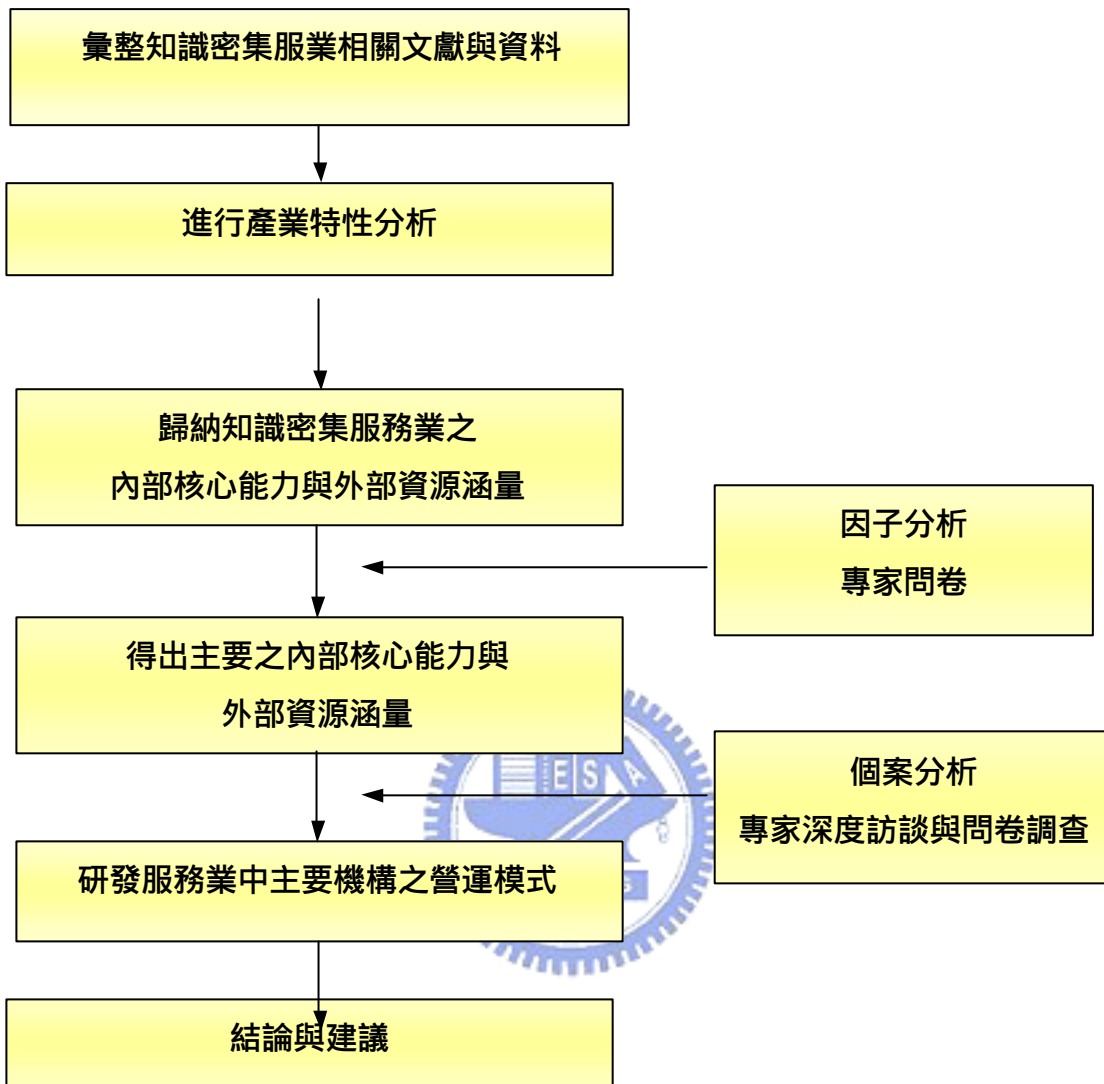 彙整知識密集服業相關文獻與資料
進行產業特性分析
歸納知識密集服務業之
內部核心能力與外部資源涵量
因子分析
專家問卷
得出主要之內部核心能力與
外部資源涵量
個案分析
專家深度訪談與問卷調查
研發服務業中主要機構之營運模式
結論與建議
ESA